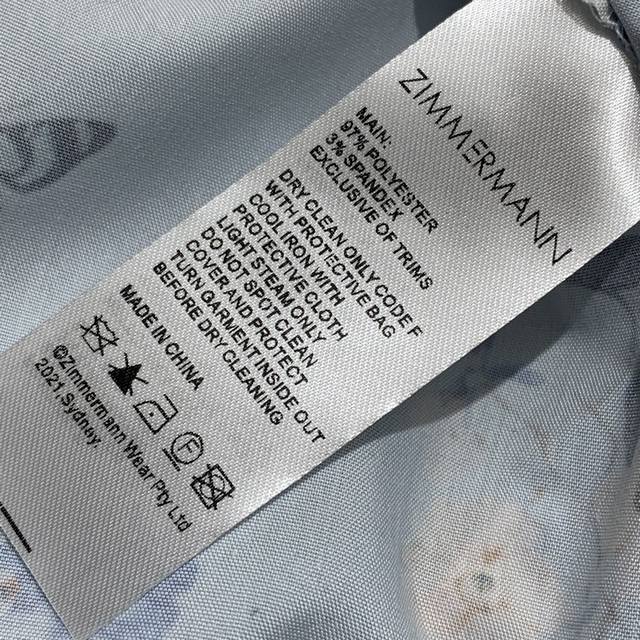 ZIMMERMANN
MAIN:
97% POLYESTER
3% SPANDEX
EXCLUSIVE OF TRIMS
DRY CLEAN ONLY CODE F
WITH PROTECTIVE BAG
COOL IRON WITH
PROTECTIVE CLOTH
LIGHT STEAM ONLY
DO NOT SPOT CLEAN
COVER AND PROTECT
TURN GARMENT INSIDE OUT
BEFORE DRY CLEANING
MADE IN CHINA
F
©Zimmermann Wear Pty Ltd
2021 Sydney.